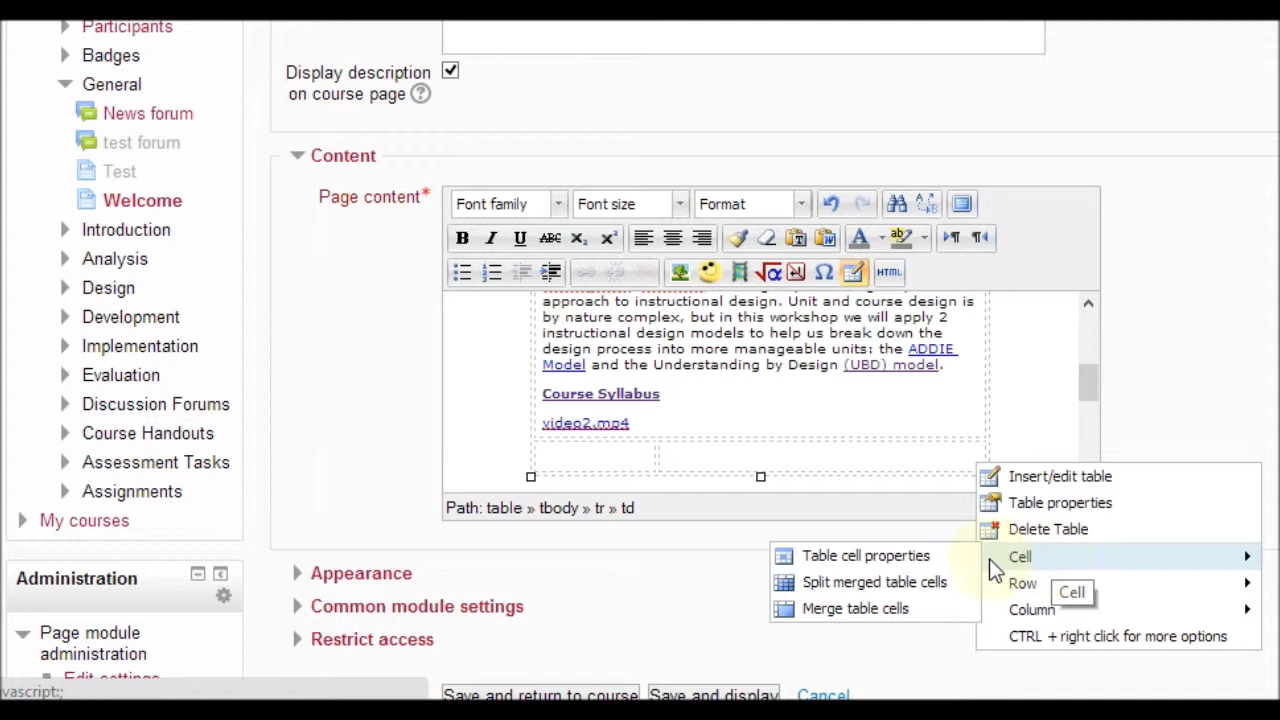 Participants
Badges
General
News forum
test forum
Test
Welcome
Introduction
Analysis
Design
Development
Implementation
Evaluation
Discussion Forums
Course Handouts
Assessment Tasks
Assignments
My courses
Administration
Page module
administration
Edit settings
vascript:;
Display description
on course page
Content
Page content*
Font family
Font size
Format
B I U ABC X₂ X²
HTML
approach to instructional design. Unit and course design is
by nature complex, but in this workshop we will apply 2
instructional design models to help us break down the
design process into more manageable units: the ADDIE
Model and the Understanding by Design (UBD) model.
Course Syllabus
video2.mp4
Path: table » tbody » tr » td
Insert/edit table
Table properties
Delete Table
Cell
Row
Column
CTRL + right click for more options
Cell
Table cell properties
Split merged table cells
Merge table cells
Appearance
Common module settings
Restrict access
Save and return to course
Save and display
Cancel